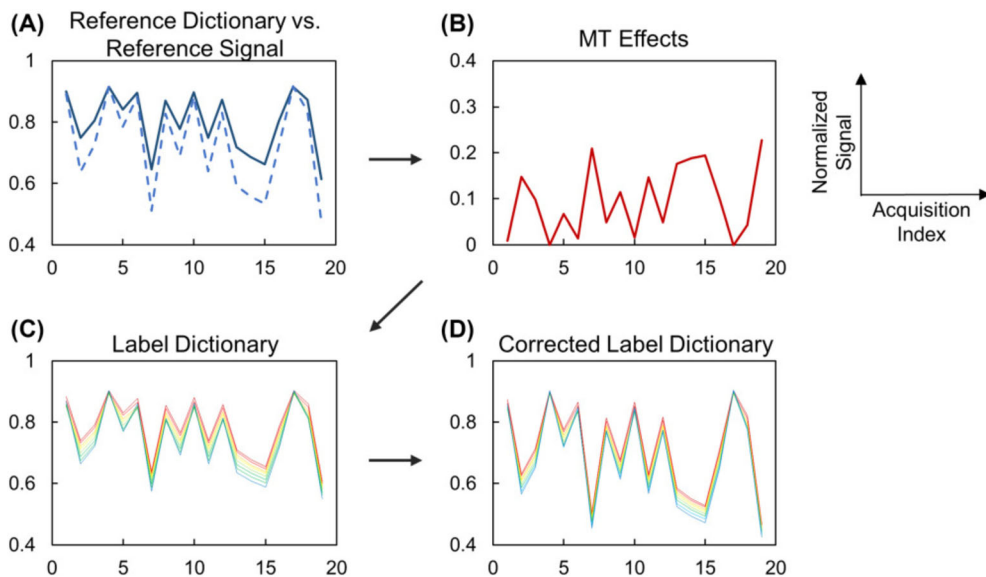 (A)
Reference Dictionary vs.
Reference Signal
1
0.8
0.6
0.4
0 5 10 15 20
(B)
MT Effects
0.4
0.3
0.2
0.1
0
0 5 10 15 20
Normalized
Signal
Acquisition
Index
(C)
Label Dictionary
1
0.8
0.6
0.4
0 5 10 15 20
(D)
Corrected Label Dictionary
1
0.8
0.6
0.4
0 5 10 15 20